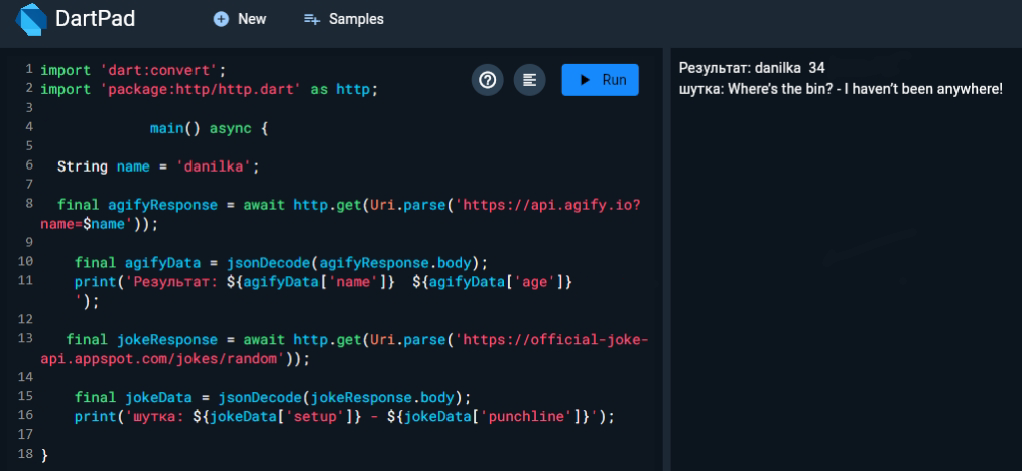 DartPad New Samples
1 import 'dart:convert';
2 import 'package:http/http.dart' as http;
3
4 main() async {
5
6 String name = 'danilka';
7
8 final agifyResponse = await http.get(Uri.parse('https://api.agify.io?
name=$name'));
9
10 final agifyData = jsonDecode(agifyResponse.body);
11 print('Результат: ${agifyData['name']}  ${agifyData['age']}
');
12
13 final jokeResponse = await http.get(Uri.parse('https://official-joke-
api.appspot.com/jokes/random'));
14
15 final jokeData = jsonDecode(jokeResponse.body);
16 print('шутка: ${jokeData['setup']} - ${jokeData['punchline']}');
17
18 }
Run
Результат: danilka  34
шутка: Where's the bin? - I haven’t been anywhere!